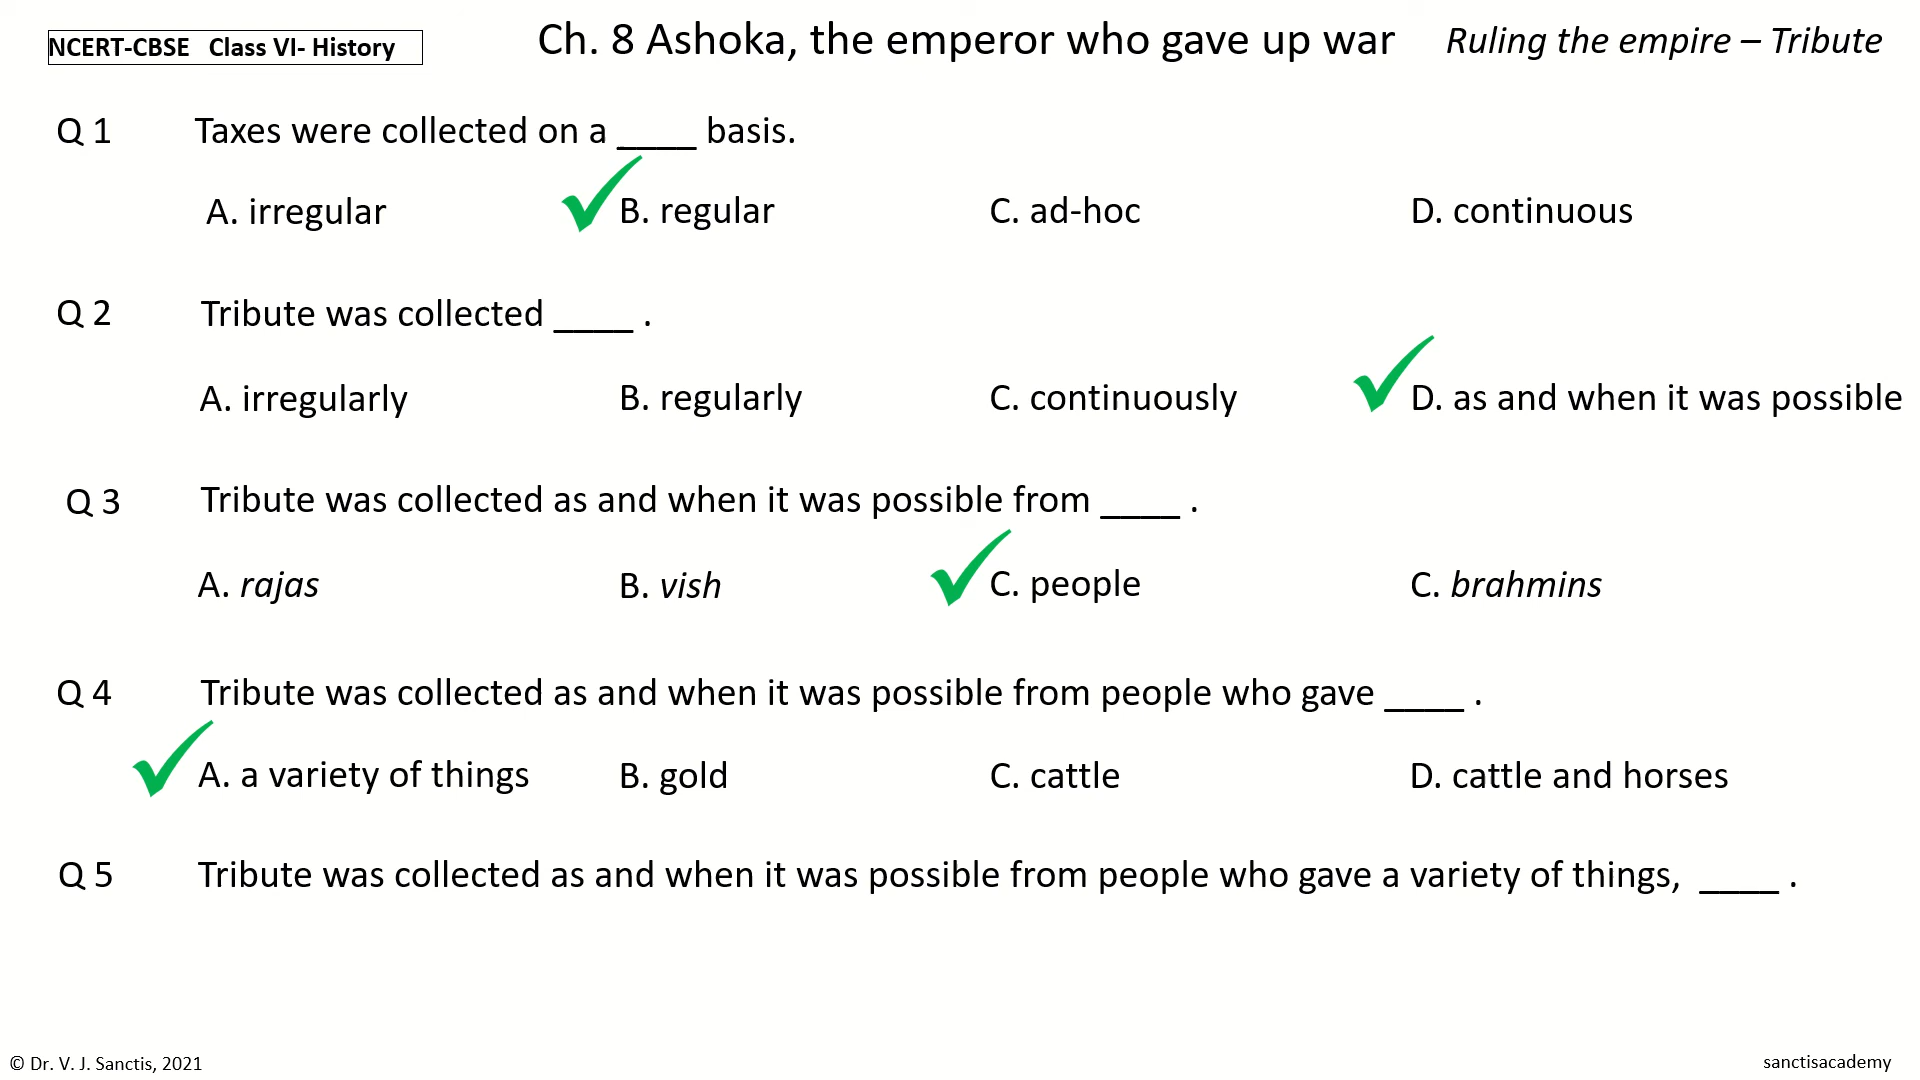 NCERT-CBSE Class VI- History
Ch. 8 Ashoka, the emperor who gave up war
Ruling the empire – Tribute
Q 1 Taxes were collected on a ____ basis.
A. irregular B. regular C. ad-hoc D. continuous
Q 2 Tribute was collected ____ .
A. irregularly B. regularly C. continuously D. as and when it was possible
Q 3 Tribute was collected as and when it was possible from ____ .
A. rajas B. vish C. people C. brahmins
Q 4 Tribute was collected as and when it was possible from people who gave ____ .
A. a variety of things B. gold C. cattle D. cattle and horses
Q 5 Tribute was collected as and when it was possible from people who gave a variety of things, ____ .
© Dr. V. J. Sanctis, 2021
sanctisacademy